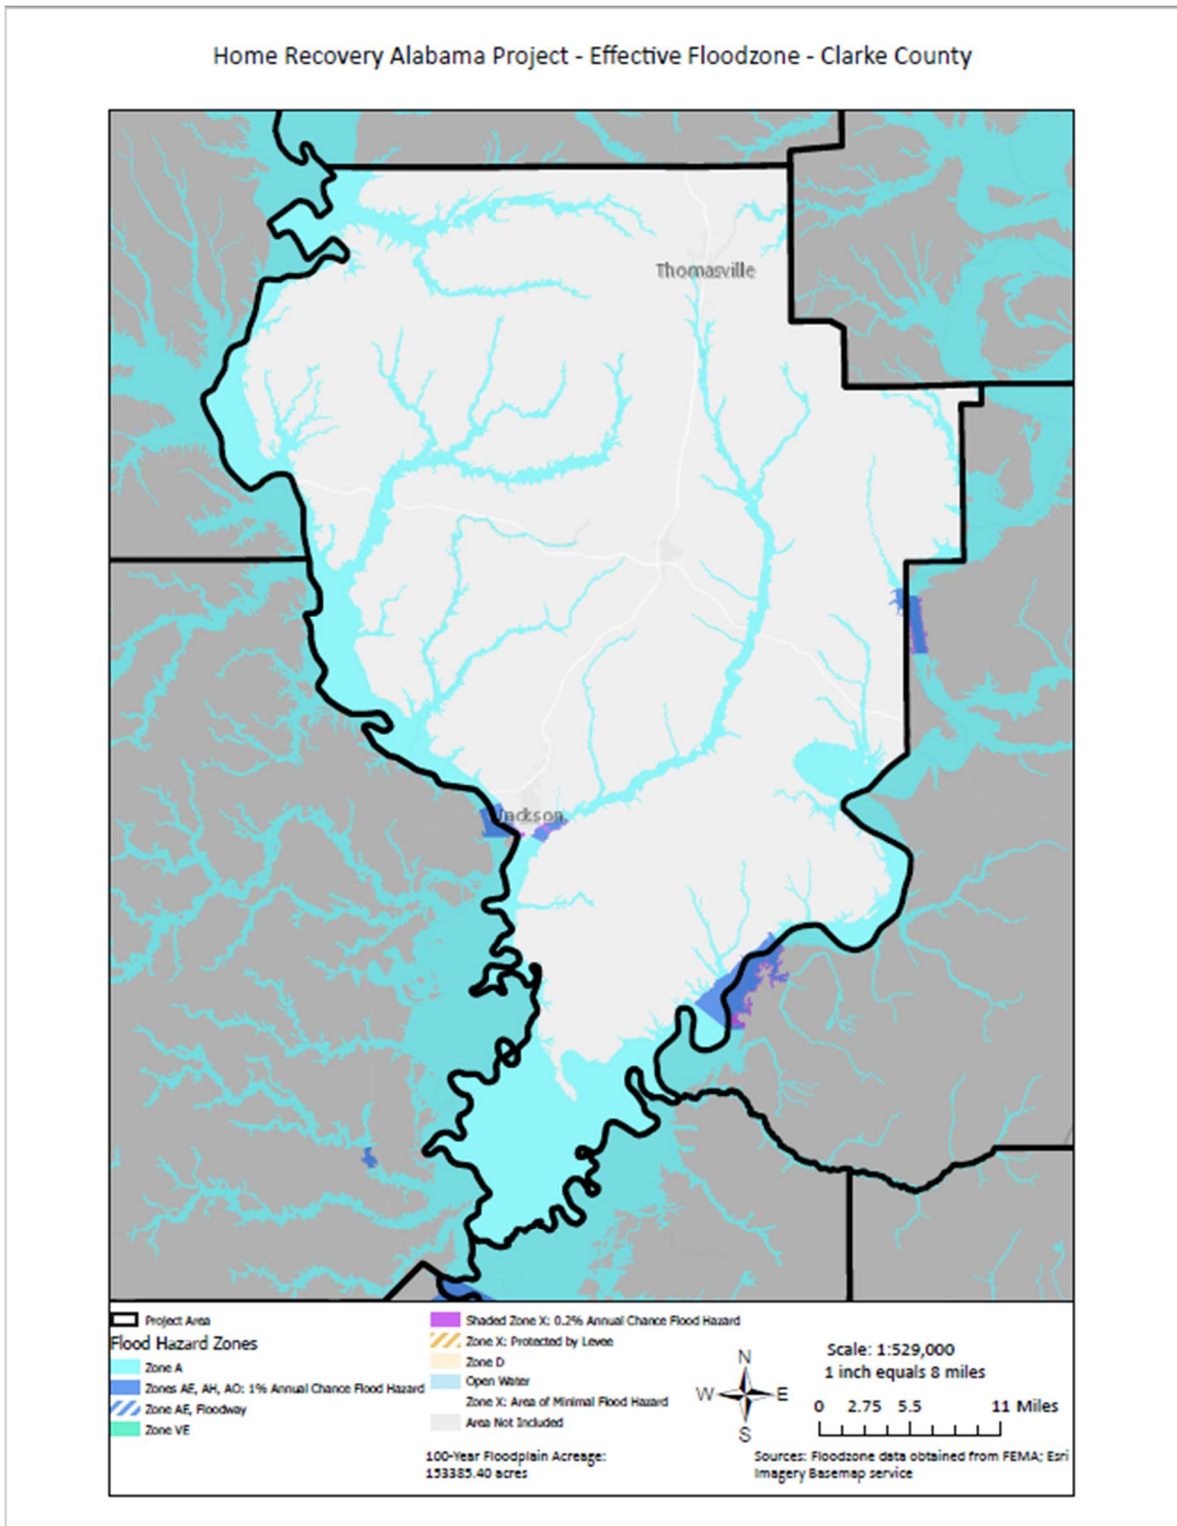 Home Recovery Alabama Project - Effective Floodzone - Clarke County
Thomasville
Jackson
Project Area
Flood Hazard Zones
Zone A
Zones AE, AH, AO: 1% Annual Chance Flood Hazard
Zone AE, Floodway
Zone VE
Shaded Zone X: 0.2% Annual Chance Flood Hazard
Zone X: Protected by Levee
Zone D
Open Water
Zone X: Area of Minimal Flood Hazard
Area Not Included
100-Year Floodplain Acreage:
153385.40 acres
N
W E
S
Scale: 1:529,000
1 inch equals 8 miles
0 2.75 5.5 11 Miles
Sources: Floodzone data obtained from FEMA; Esri
Imagery Basemap service